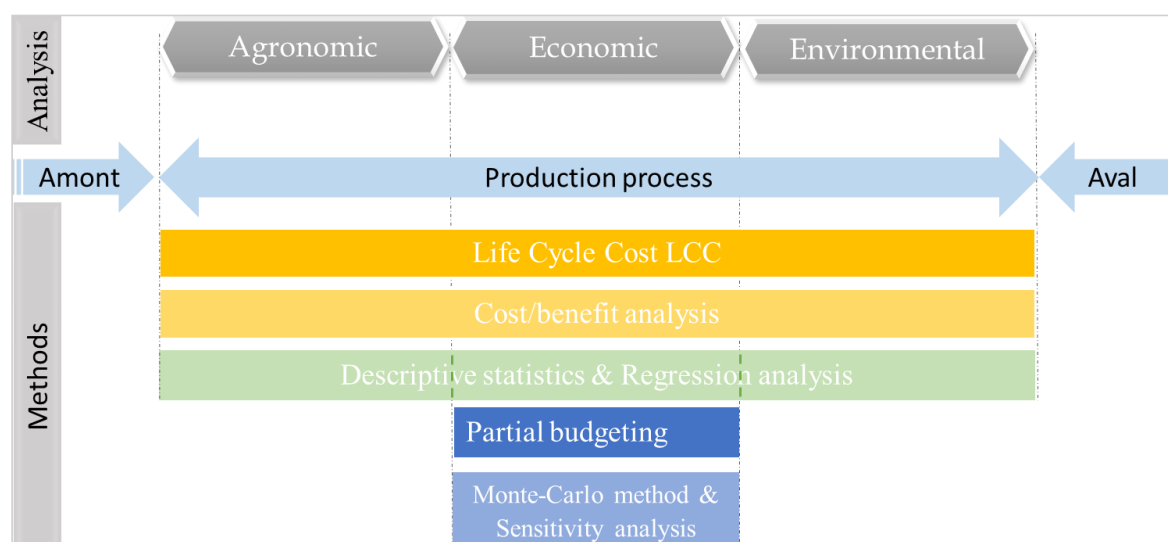 Analysis
Agronomic
Economic
Environmental
Amont
Production process
Aval
Methods
Life Cycle Cost LCC
Cost/benefit analysis
Descriptive statistics & Regression analysis
Partial budgeting
Monte-Carlo method &
Sensitivity analysis